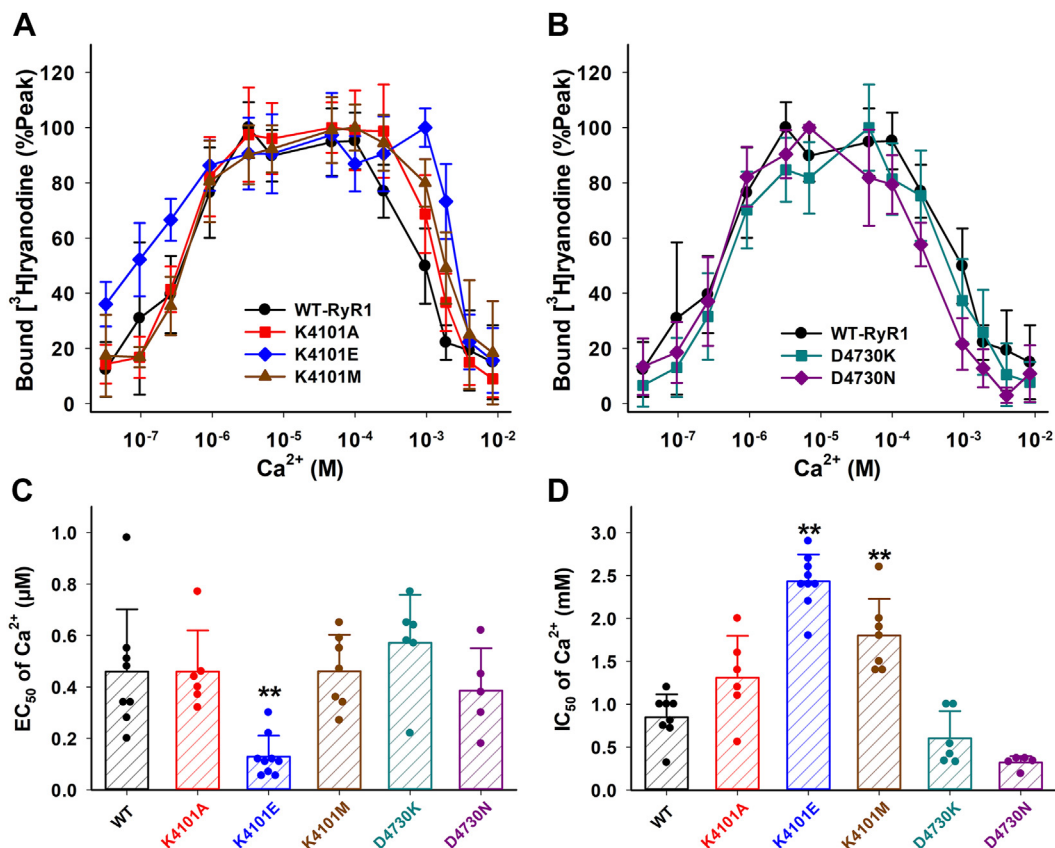 A
B
Bound [³H]ryanodine (%Peak)
120
100
80
60
40
20
0
WT-RyR1
K4101A
K4101E
K4101M
10⁻⁷
10⁻⁶
10⁻⁵
10⁻⁴
10⁻³
10⁻²
Ca²⁺ (M)
Bound [³H]ryanodine (%Peak)
120
100
80
60
40
20
0
WT-RyR1
D4730K
D4730N
10⁻⁷
10⁻⁶
10⁻⁵
10⁻⁴
10⁻³
10⁻²
Ca²⁺ (M)
C
D
EC₅₀ of Ca²⁺ (µM)
1.0
0.8
0.6
0.4
0.2
0.0
**
WT
K4101A
K4101E
K4101M
D4730K
D4730N
IC₅₀ of Ca²⁺ (mM)
3.0
2.5
2.0
1.5
1.0
0.5
0.0
**
**
WT
K4101A
K4101E
K4101M
D4730K
D4730N